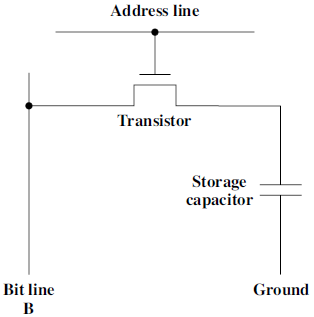 Address line
Transistor
Storage
capacitor
Bit line
B
Ground